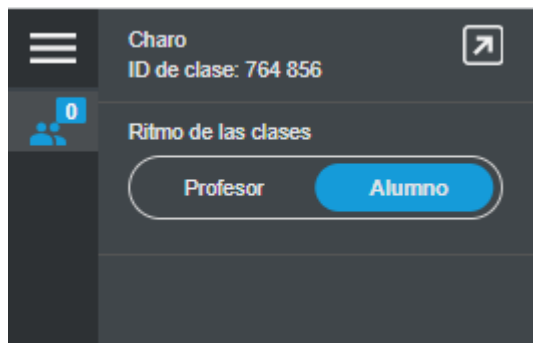 Charo
ID de clase: 764 856
0
Ritmo de las clases
Profesor Alumno